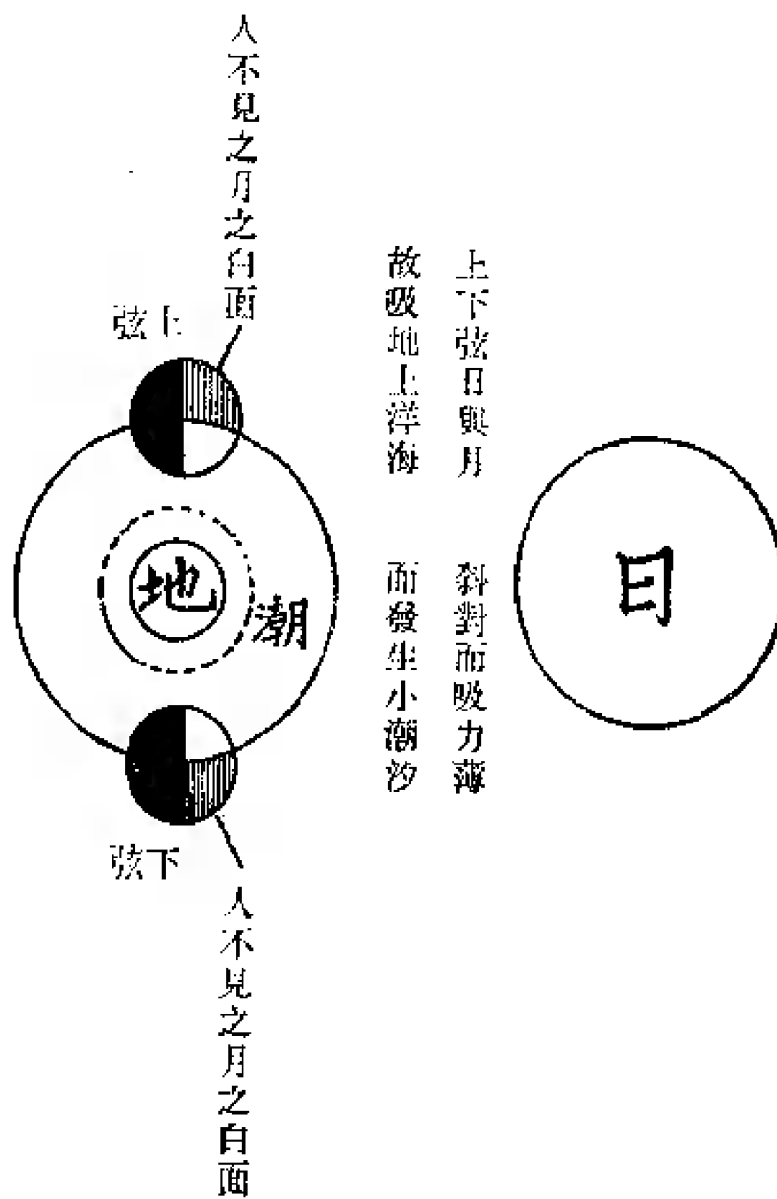 人不見之月之白面
上下弦日與月
斜對而吸力薄
故吸地上洋海
而發生小潮汐
弦上
日
地
潮
弦下
人不見之月之白面